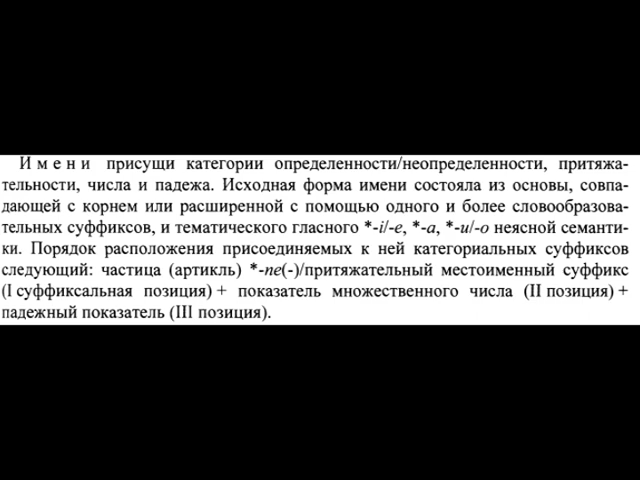 Имени присущи категории определенности/неопределенности, притяжа-
тельности, числа и падежа. Исходная форма имени состояла из основы, совпа-
дающей с корнем или расширенной с помощью одного и более словообразова-
тельных суффиксов, и тематического гласного *-i/-e, *-a, *-u/-o неясной семанти-
ки. Порядок расположения присоединяемых к ней категориальных суффиксов
следующий: частица (артикль) *-ne(-)/притяжательный местоименный суффикс
(I суффиксальная позиция) + показатель множественного числа (II позиция) +
падежный показатель (III позиция).